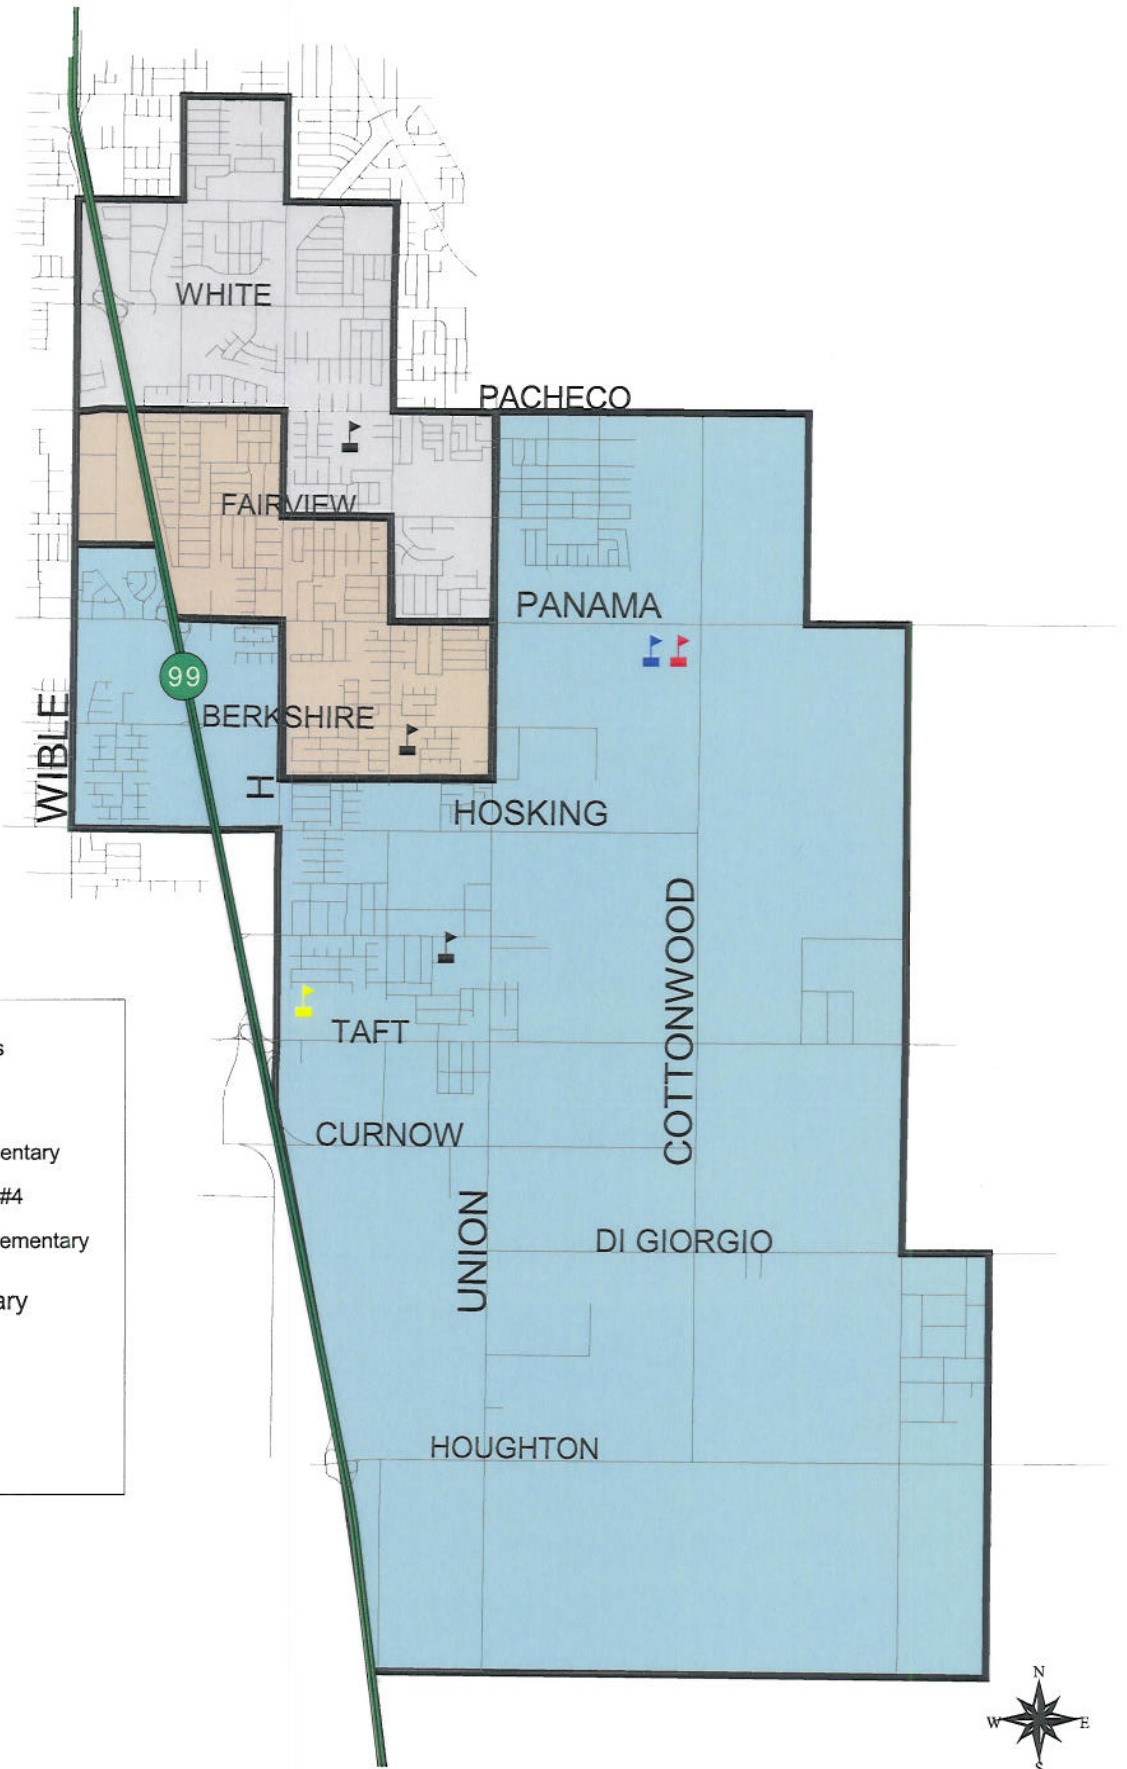 WHITE
PACHECO
FAIRVIEW
PANAMA
99
WIBLE
BERKSHIRE
H
HOSKING
COTTONWOOD
TAFT
CURNOW
UNION
DI GIORGIO
HOUGHTON
s
entary
#4
ementary
ary
N
W
E
S